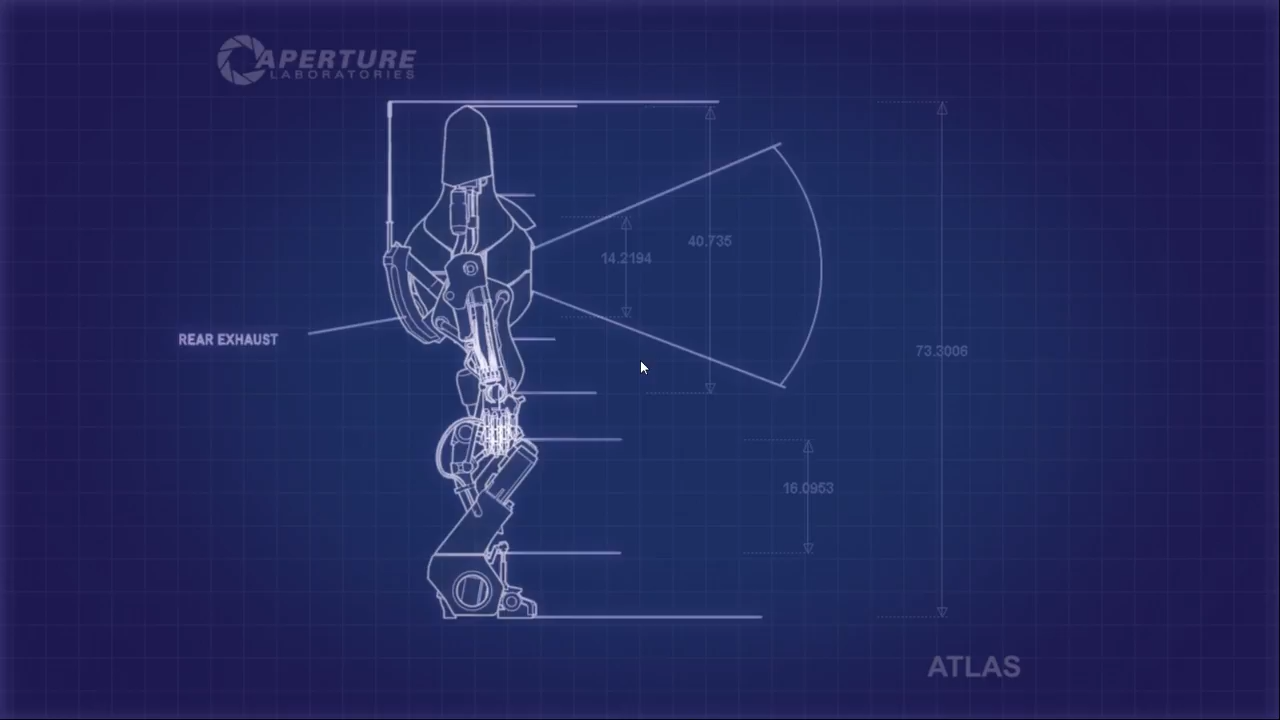 APERTURE
LABORATORIES
40.735
14.2194
REAR EXHAUST
73.3006
16.0953
ATLAS